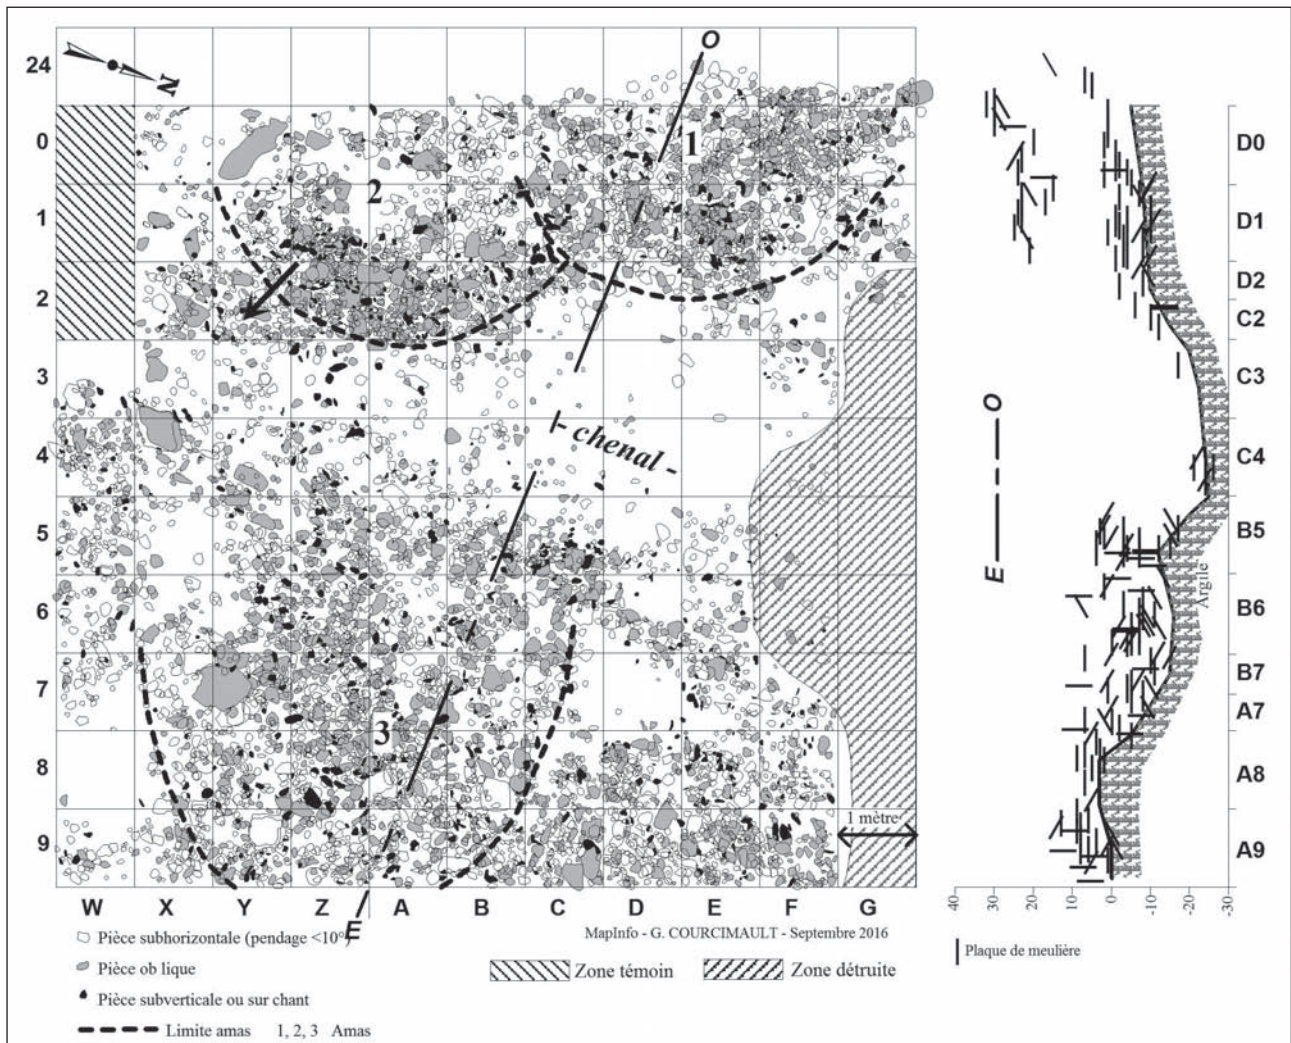 24
0
1
2
3
4
5
6
7
8
9
N
O
1
2
3
chenal
1 mètre
E
W X Y Z A B C D E F G
Pièce subhorizontale (pendage <10°)
Pièce ob lique
Pièce subverticale ou sur chant
Limite amas 1, 2, 3 Amas
MapInfo - G. COURCIMAULT - Septembre 2016
Zone témoin Zone détruite
E O
Argile
D0
D1
D2
C2
C3
C4
B5
B6
B7
A7
A8
A9
40 30 20 10 0 -10 -20 -30
Plaque de meulière